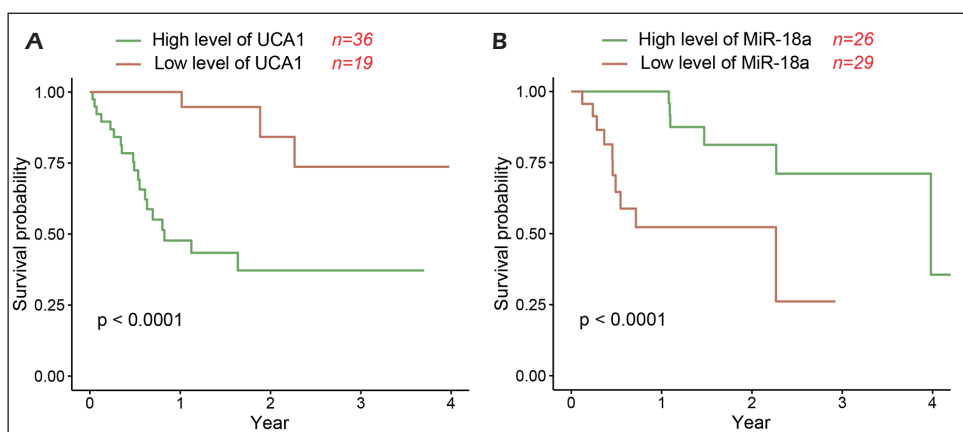 A
High level of UCA1 n=36
Low level of UCA1 n=19
Survival probability
1.00
0.75
0.50
0.25
0.00
p < 0.0001
0 1 2 3 4
Year
B
High level of MiR-18a n=26
Low level of MiR-18a n=29
Survival probability
1.00
0.75
0.50
0.25
0.00
p < 0.0001
0 1 2 3 4
Year